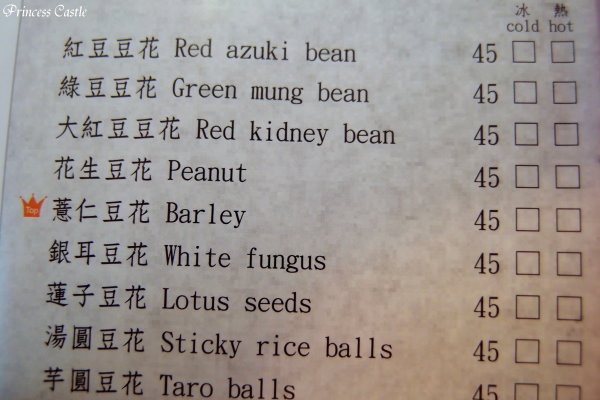 Princess Castle
冰 熱
cold hot
紅豆豆花 Red azuki bean 45
綠豆豆花 Green mung bean 45
大紅豆豆花 Red kidney bean 45
花生豆花 Peanut 45
Top 薏仁豆花 Barley 45
銀耳豆花 White fungus 45
蓮子豆花 Lotus seeds 45
湯圓豆花 Sticky rice balls 45
芋圓豆花 Taro balls 45